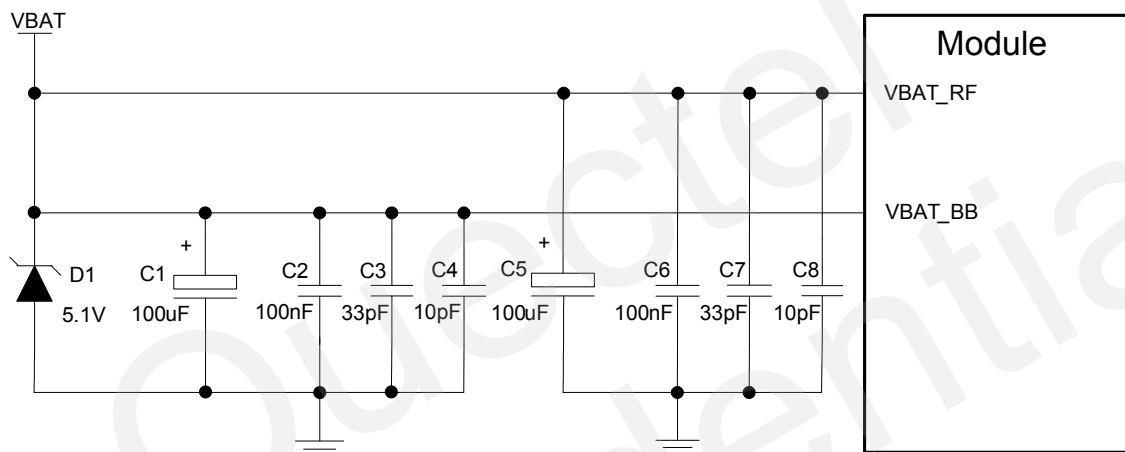 VBAT
Module
VBAT_RF
VBAT_BB
+
D1
5.1V
C1
100uF
C2
100nF
C3
33pF
C4
10pF
+
C5
100uF
C6
100nF
C7
33pF
C8
10pF
Quectel